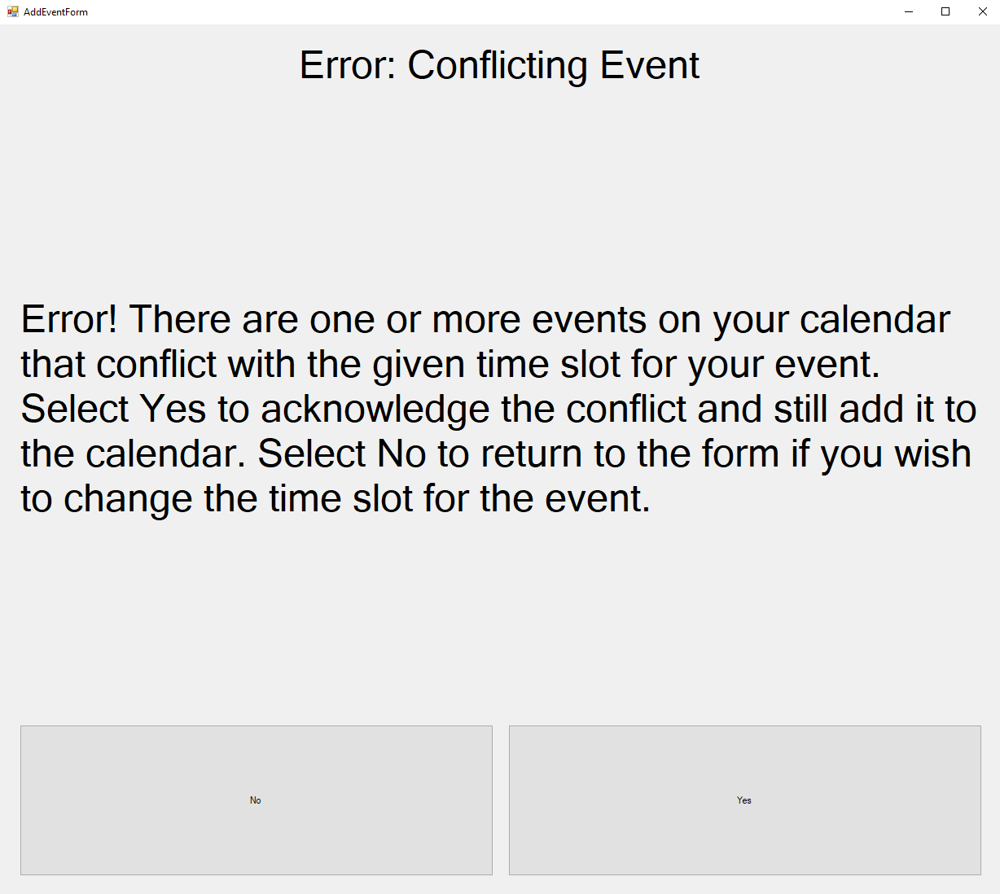 AddEventForm
Error: Conflicting Event
Error! There are one or more events on your calendar
that conflict with the given time slot for your event.
Select Yes to acknowledge the conflict and still add it to
the calendar. Select No to return to the form if you wish
to change the time slot for the event.
No
Yes